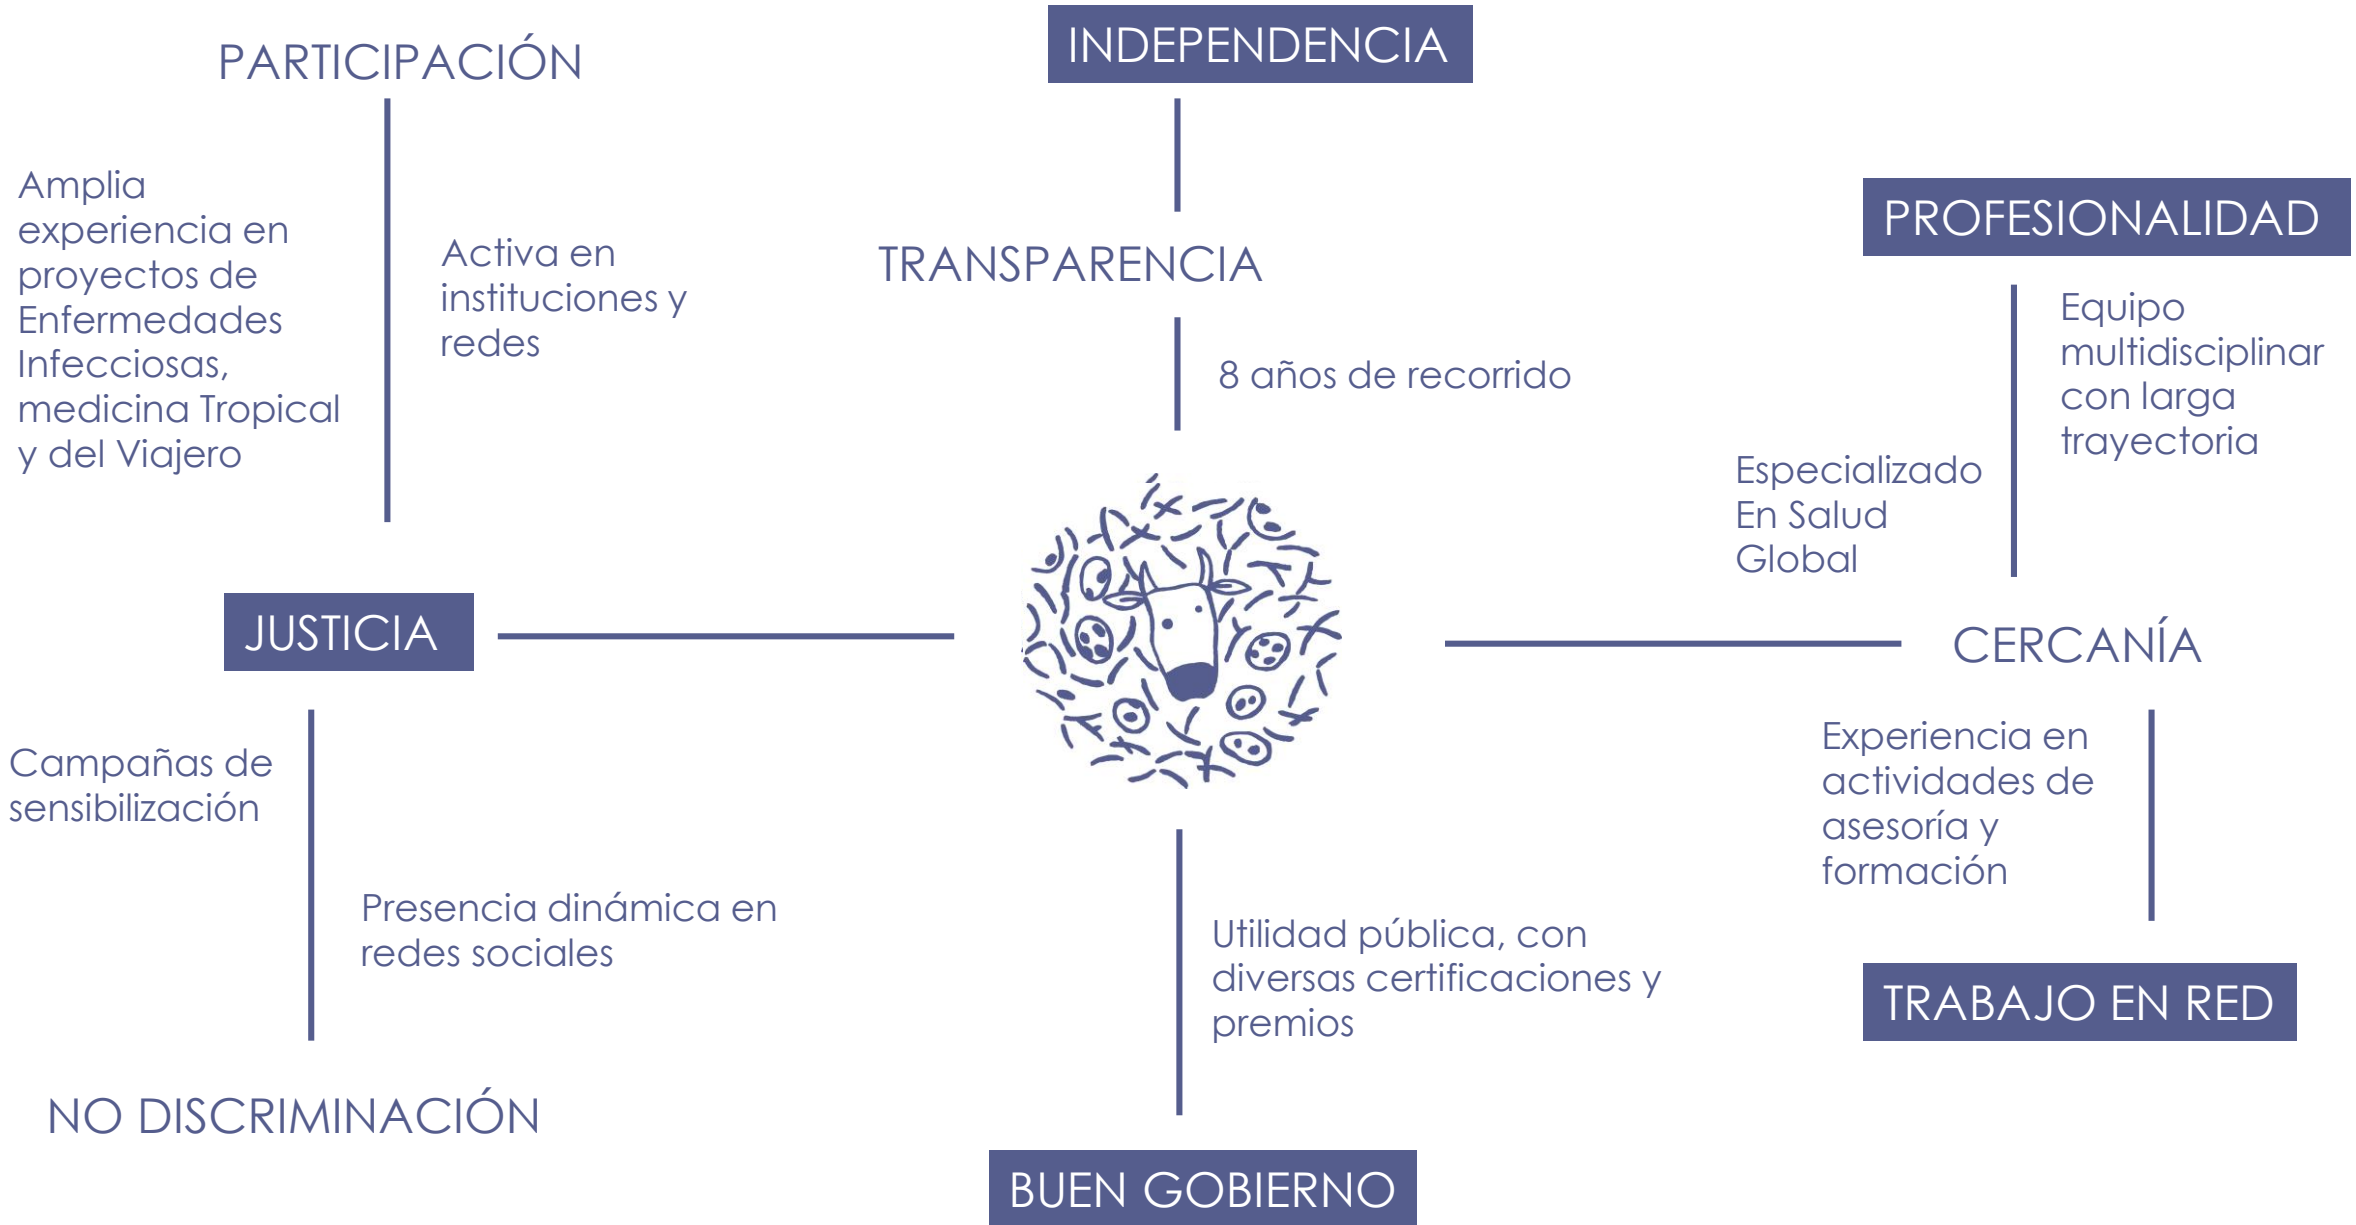 PARTICIPACIÓN
Amplia
experiencia en
proyectos de
Enfermedades
Infecciosas,
medicina Tropical
y del Viajero
Activa en
instituciones y
redes
INDEPENDENCIA
TRANSPARENCIA
8 años de recorrido
PROFESIONALIDAD
Equipo
multidisciplinar
con larga
trayectoria
Especializado
En Salud
Global
JUSTICIA
CERCANÍA
Campañas de
sensibilización
Presencia dinámica en
redes sociales
NO DISCRIMINACIÓN
Utilidad pública, con
diversas certificaciones y
premios
BUEN GOBIERNO
Experiencia en
actividades de
asesoría y
formación
TRABAJO EN RED